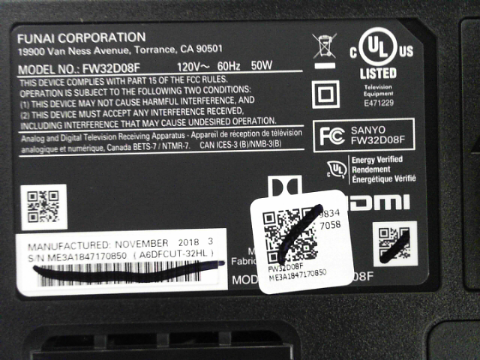 FUNAI CORPORATION
19900 Van Ness Avenue, Torrance, CA 90501
MODEL NO.: FW32D08F 120V~ 60Hz 50W
THIS DEVICE COMPLIES WITH PART 15 OF THE FCC RULES.
OPERATION IS SUBJECT TO THE FOLLOWING TWO CONDITIONS:
(1) THIS DEVICE MAY NOT CAUSE HARMFUL INTERFERENCE, AND
(2) THIS DEVICE MUST ACCEPT ANY INTERFERENCE RECEIVED,
INCLUDING INTERFERENCE THAT MAY CAUSE UNDESIRED OPERATION.
Analog and Digital Television Receiving Apparatus - Appareil de réception de télévision
analogique et numérique, Canada BETS-7 / NTMR-7. CAN ICES-3 (B)/NMB-3(B)
C UL US
LISTED
Television
Equipment
E471229
FC SANYO
FW32D08F
Energy Verified
Rendement
Énergétique Vérifié
MANUFACTURED: NOVEMBER 2018 3
S/N ME3A1847170850 (A6DFCUT-32HL)
9834
7058
FW32D08F
ME3A1847170850
08F